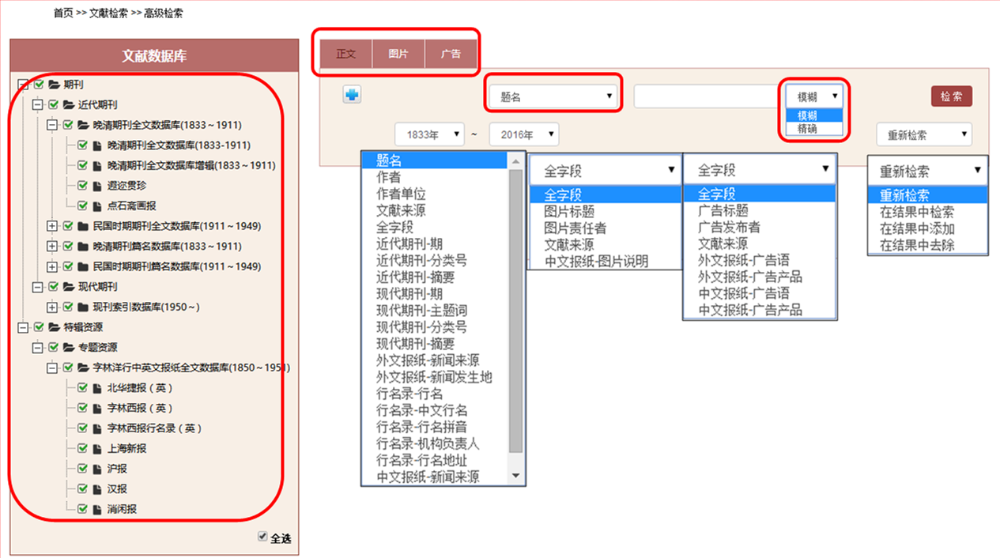 首页 >> 文献检索 >> 高级检索
文献数据库
期刊
近代期刊
晚清期刊全文数据库(1833～1911)
晚清期刊全文数据库(1833-1911)
晚清期刊全文数据库增辑(1833～1911)
遐迩贯珍
点石斋画报
民国时期期刊全文数据库(1911～1949)
晚清期刊篇名数据库(1833～1911)
民国时期期刊篇名数据库(1911～1949)
现代期刊
现刊索引数据库(1950～)
特辑资源
专题资源
字林洋行中英文报纸全文数据库(1850～1951)
北华捷报（英）
字林西报（英）
字林西报行名录（英）
上海新报
沪报
汉报
消闲报
全选
正文 图片 广告
题名 模糊 检索
模糊
精确
1833年 ~ 2016年 重新检索
题名
作者
作者单位
文献来源
全字段
近代期刊-期
近代期刊-分类号
近代期刊-摘要
现代期刊-期
现代期刊-主题词
现代期刊-分类号
现代期刊-摘要
外文报纸-新闻来源
外文报纸-新闻发生地
行名录-行名
行名录-中文行名
行名录-行名拼音
行名录-机构负责人
行名录-行名地址
中文报纸-新闻来源
全字段
全字段
图片标题
图片责任者
文献来源
中文报纸-图片说明
全字段
全字段
广告标题
广告发布者
文献来源
外文报纸-广告语
外文报纸-广告产品
中文报纸-广告语
中文报纸-广告产品
重新检索
重新检索
在结果中检索
在结果中添加
在结果中去除